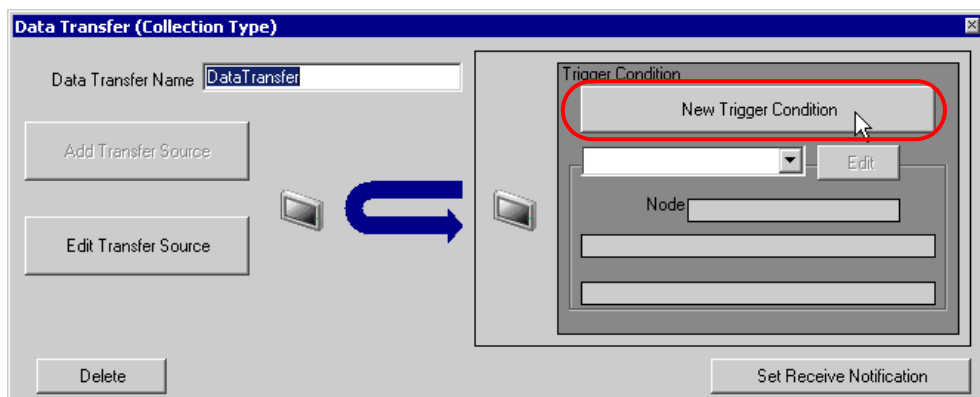 Data Transfer (Collection Type)
Data Transfer Name DataTransfer
Add Transfer Source
Edit Transfer Source
Trigger Condition
New Trigger Condition
Edit
Node
Delete
Set Receive Notification